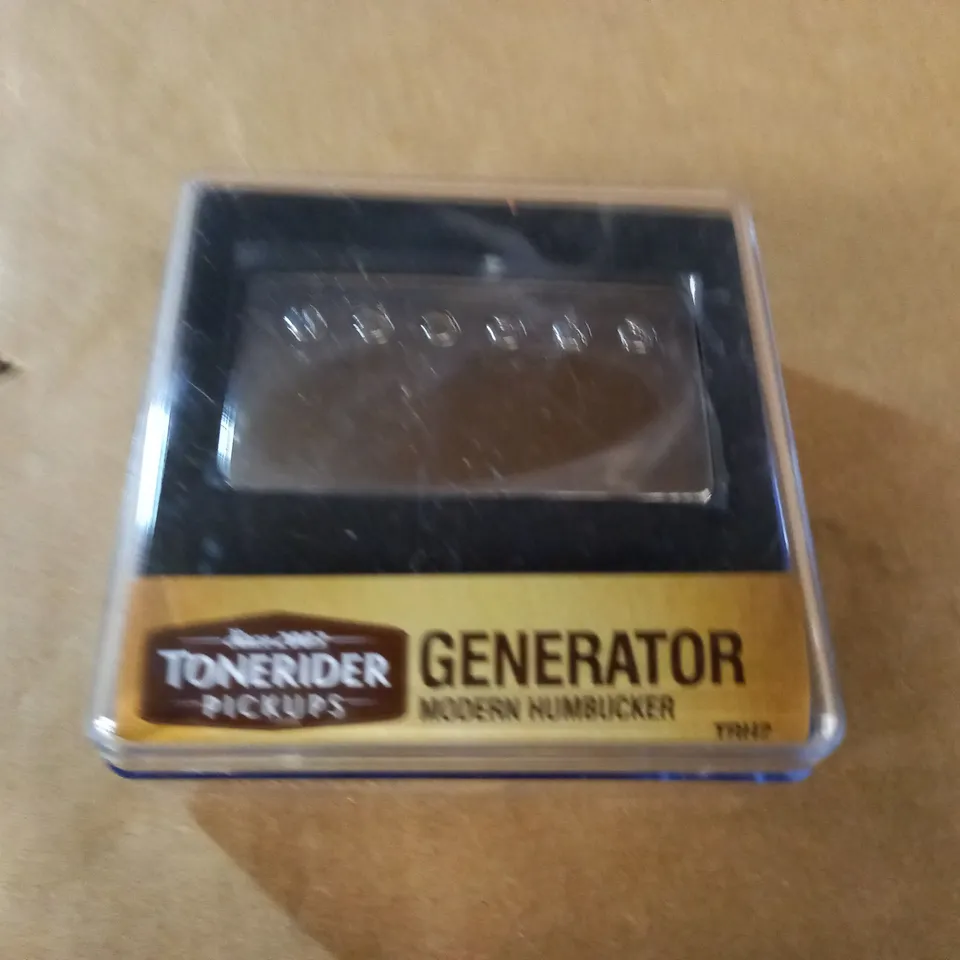 TONERIDER
PICKUPS
GENERATOR
MODERN HUMBUCKER